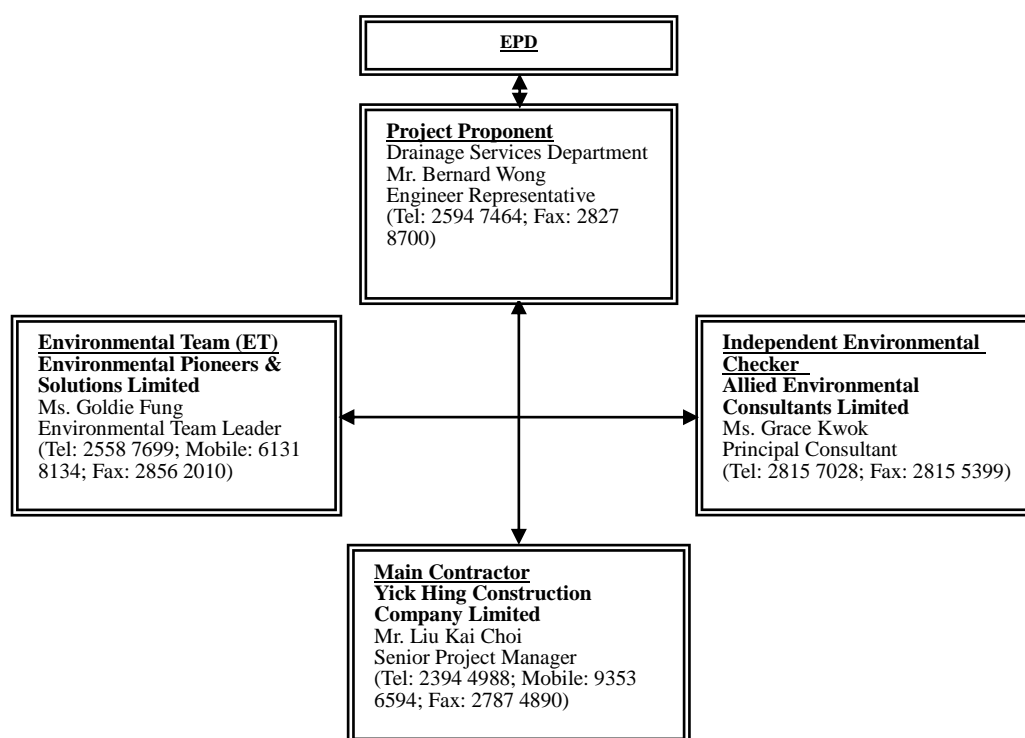 EPD
Project Proponent
Drainage Services Department
Mr. Bernard Wong
Engineer Representative
(Tel: 2594 7464; Fax: 2827
8700)
Environmental Team (ET)
Environmental Pioneers &
Solutions Limited
Ms. Goldie Fung
Environmental Team Leader
(Tel: 2558 7699; Mobile: 6131
8134; Fax: 2856 2010)
Independent Environmental
Checker
Allied Environmental
Consultants Limited
Ms. Grace Kwok
Principal Consultant
(Tel: 2815 7028; Fax: 2815 5399)
Main Contractor
Yick Hing Construction
Company Limited
Mr. Liu Kai Choi
Senior Project Manager
(Tel: 2394 4988; Mobile: 9353
6594; Fax: 2787 4890)